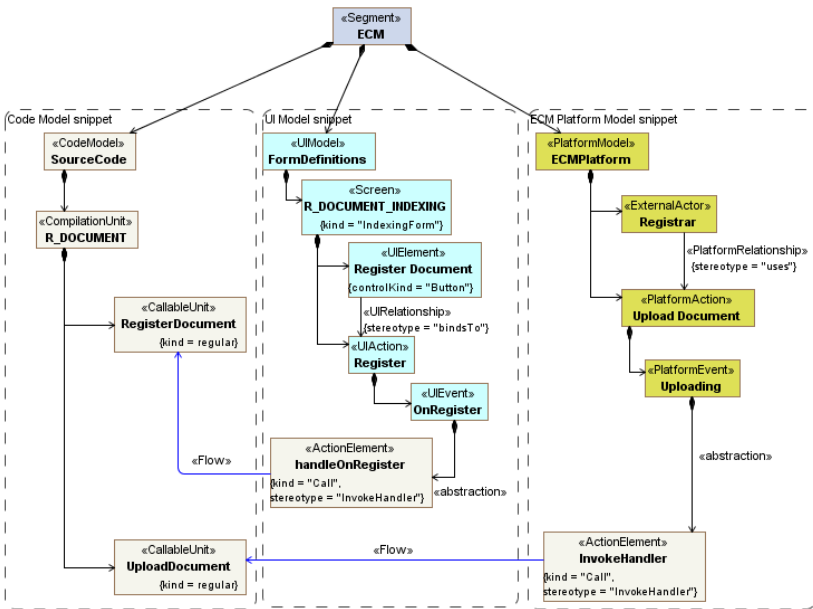 «Segment»
ECM
Code Model snippet
«CodeModel»
SourceCode
«CompilationUnit»
R_DOCUMENT
«CallableUnit»
RegisterDocument
{kind = regular}
«Flow»
«CallableUnit»
UploadDocument
{kind = regular}
UI Model snippet
«UIModel»
FormDefinitions
«Screen»
R_DOCUMENT_INDEXING
{kind = "IndexingForm"}
«UIElement»
Register Document
{controlKind = "Button"}
«UIRelationship»
{stereotype = "bindsTo"}
«UIAction»
Register
«UIEvent»
OnRegister
«ActionElement»
handleOnRegister
{kind = "Call",
stereotype = "InvokeHandler"}
«abstraction»
«Flow»
ECM Platform Model snippet
«PlatformModel»
ECMPlatform
«ExternalActor»
Registrar
«PlatformRelationship»
{stereotype = "uses"}
«PlatformAction»
Upload Document
«PlatformEvent»
Uploading
«abstraction»
«ActionElement»
InvokeHandler
{kind = "Call",
stereotype = "InvokeHandler"}